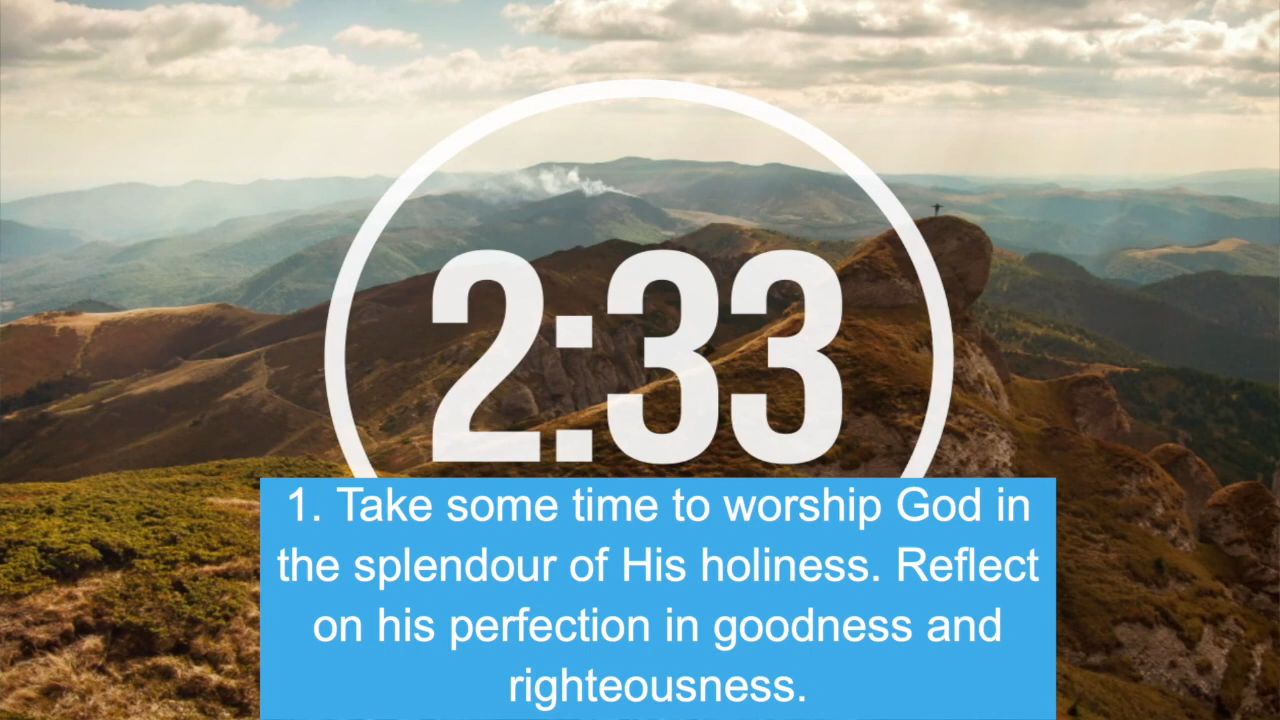 2:33
1. Take some time to worship God in
the splendour of His holiness. Reflect
on his perfection in goodness and
righteousness.